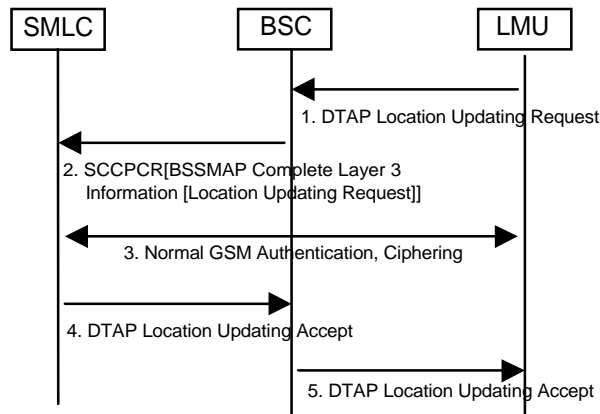 SMLC
BSC
LMU
1. DTAP Location Updating Request
2. SCCPCR[BSSMAP Complete Layer 3
Information [Location Updating Request]]
3. Normal GSM Authentication, Ciphering
4. DTAP Location Updating Accept
5. DTAP Location Updating Accept